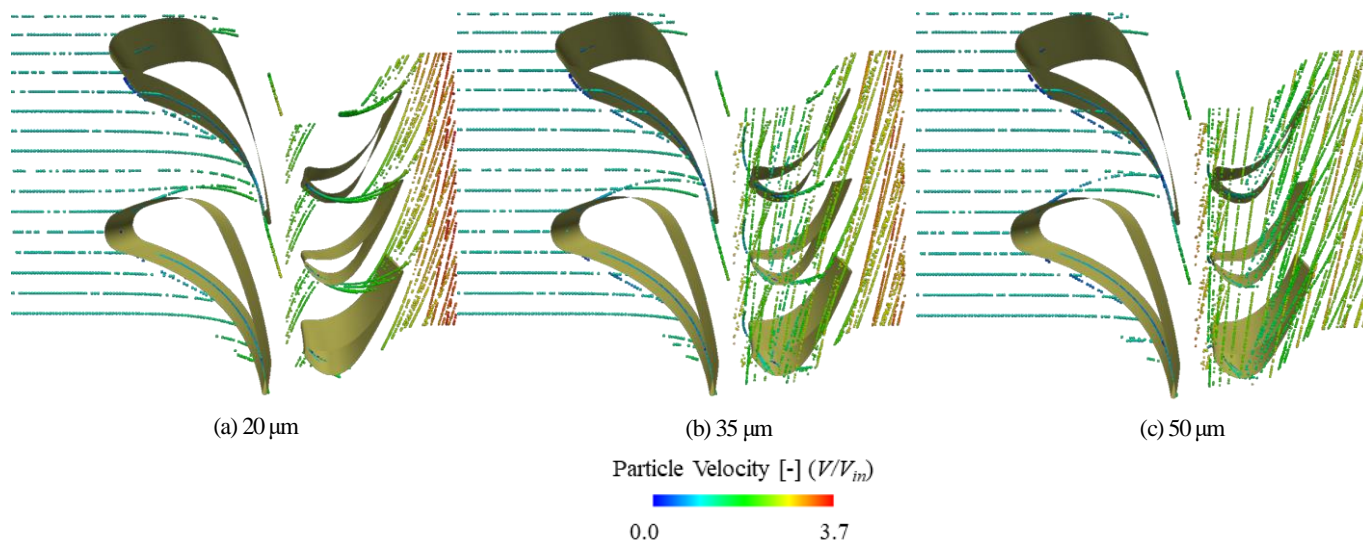 (a) 20 μm
(b) 35 μm
(c) 50 μm
Particle Velocity [-] (V/Vin)
0.0
3.7